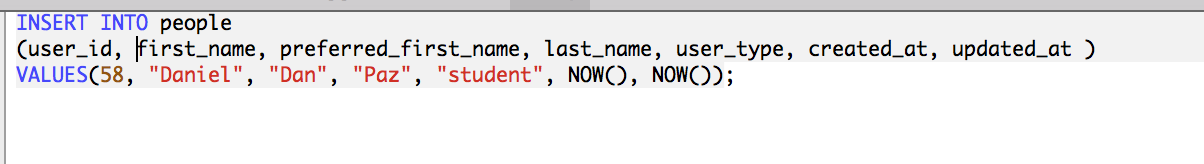 INSERT INTO people
(user_id, first_name, preferred_first_name, last_name, user_type, created_at, updated_at )
VALUES(58, "Daniel", "Dan", "Paz", "student", NOW(), NOW());